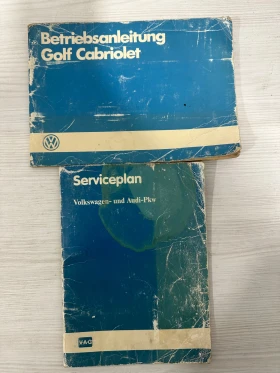 Betriebsanleitung
Golf Cabriolet
Serviceplan
Volkswagen- und Audi-Pkw
V·A·G